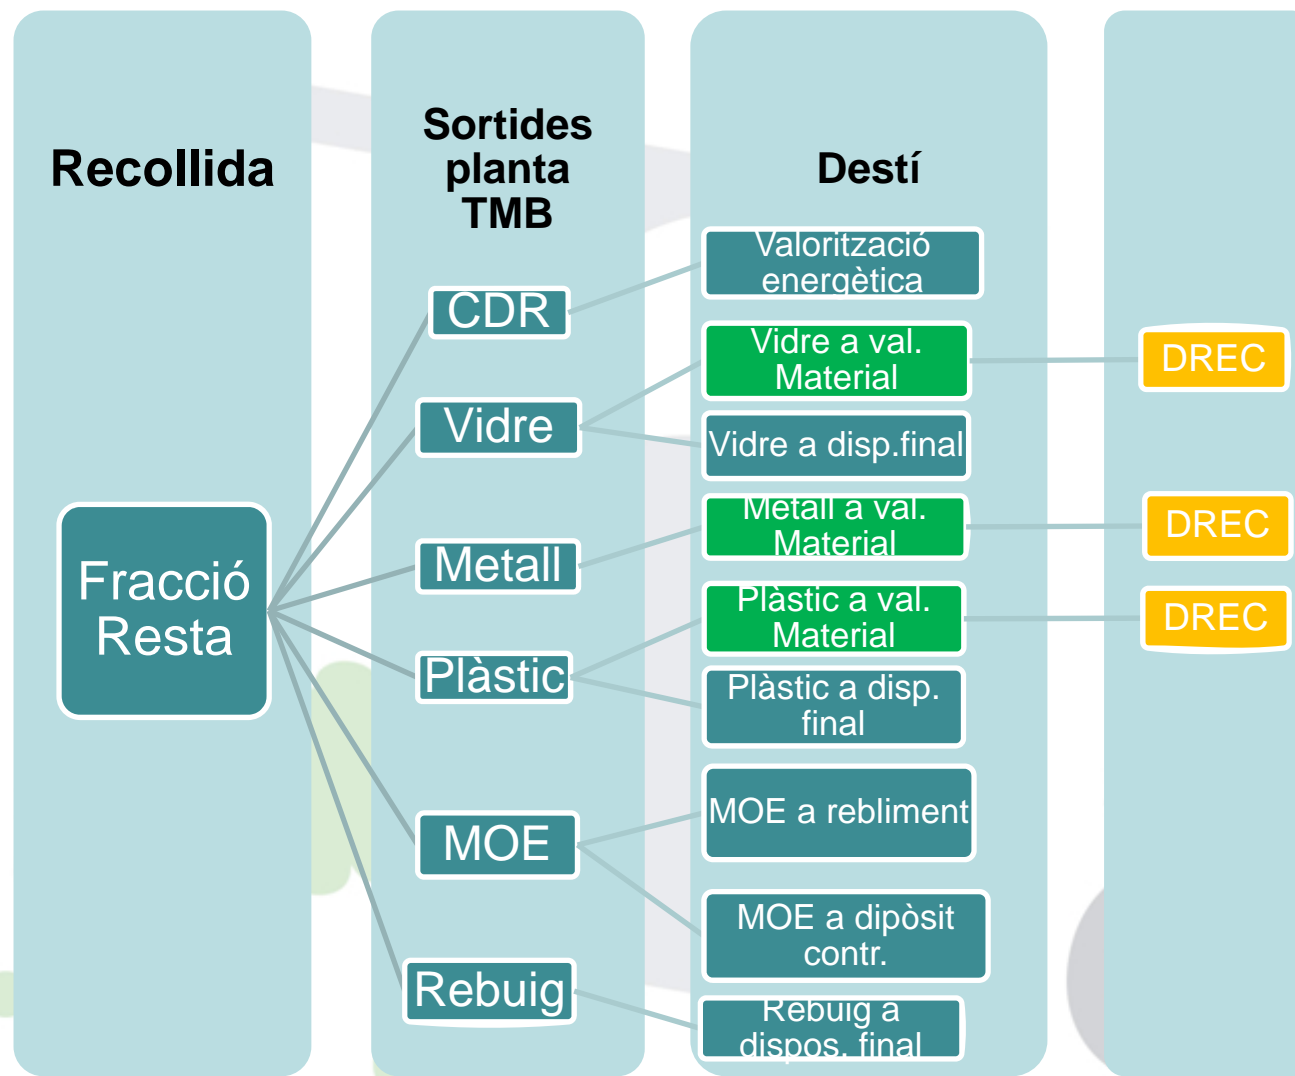 Recollida
Sortides
planta
TMB
Destí
Fracció
Resta
CDR
Vidre
Metall
Plàstic
MOE
Rebuig
Valorització
energètica
Vidre a val.
Material
Vidre a disp.final
Metall a val.
Material
Plàstic a val.
Material
Plàstic a disp.
final
MOE a rebliment
MOE a dipòsit
contr.
Rebuig a
dispos. final
DREC
DREC
DREC